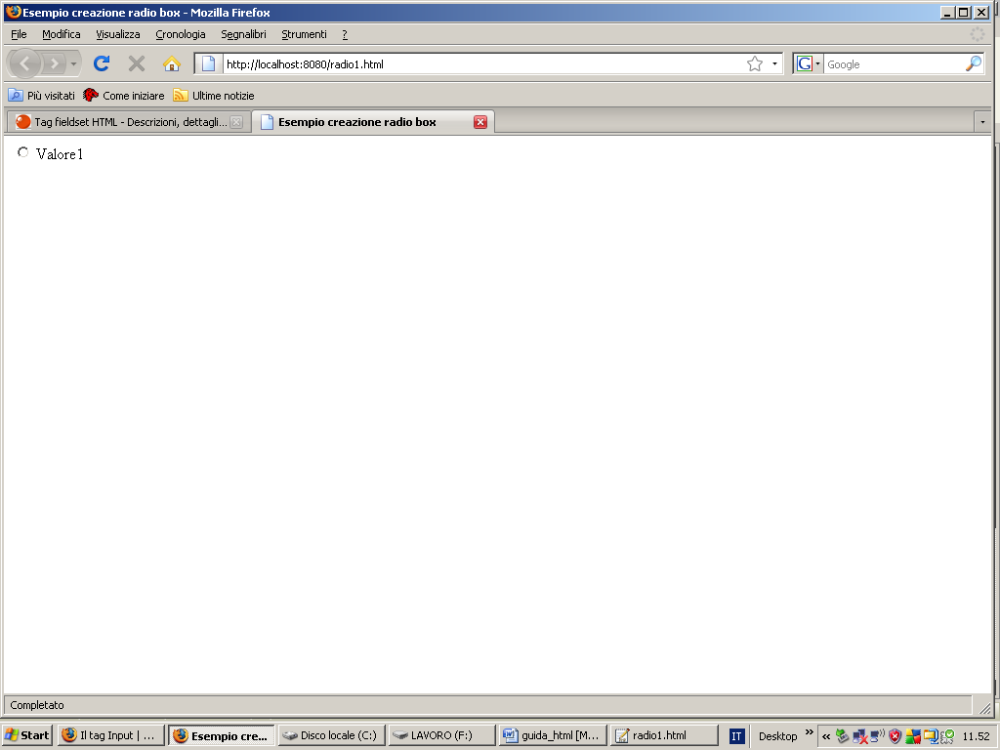 Esempio creazione radio box - Mozilla Firefox
File Modifica Visualizza Cronologia Segnalibri Strumenti ?
http://localhost:8080/radio1.html G Google
Più visitati Come iniziare Ultime notizie
Tag fieldset HTML - Descrizioni, dettagli... Esempio creazione radio box
Valore1
Completato
Start Il tag Input | ... Esempio cre... Disco locale (C:) LAVORO (F:) guida_html [M... radio1.html IT Desktop » « 11.52